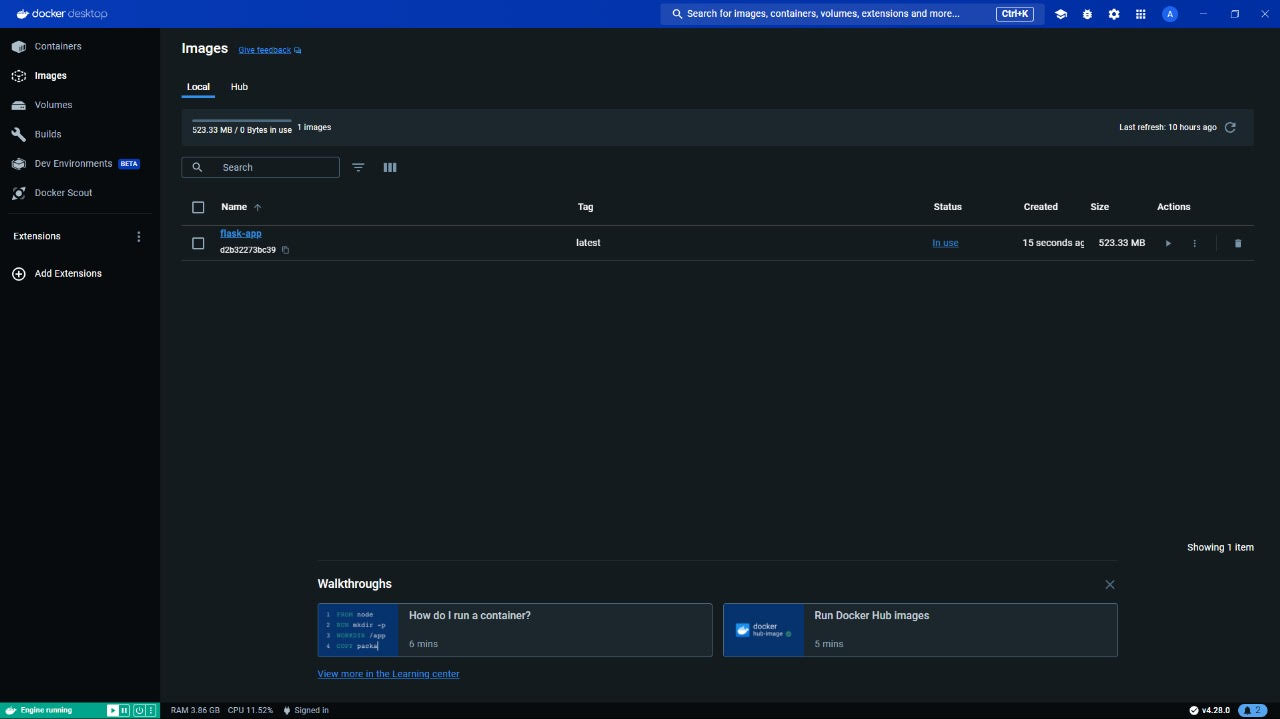 docker desktop
Search for images, containers, volumes, extensions and more...
Ctrl+K
A
Containers
Images
Volumes
Builds
Dev Environments BETA
Docker Scout
Extensions
Add Extensions
Images Give feedback
Local Hub
523.33 MB / 0 Bytes in use 1 images
Last refresh: 10 hours ago
Search
Name Tag Status Created Size Actions
flask-app latest In use 15 seconds ag 523.33 MB
d2b32273bc39
Showing 1 item
Walkthroughs
1 FROM node
2 RUN mkdir -p
3 WORKDIR /app
4 COPY packa
How do I run a container?
6 mins
docker
hub-image
Run Docker Hub images
5 mins
View more in the Learning center
Engine running
RAM 3.86 GB CPU 11.52% Signed in
v4.28.0
2